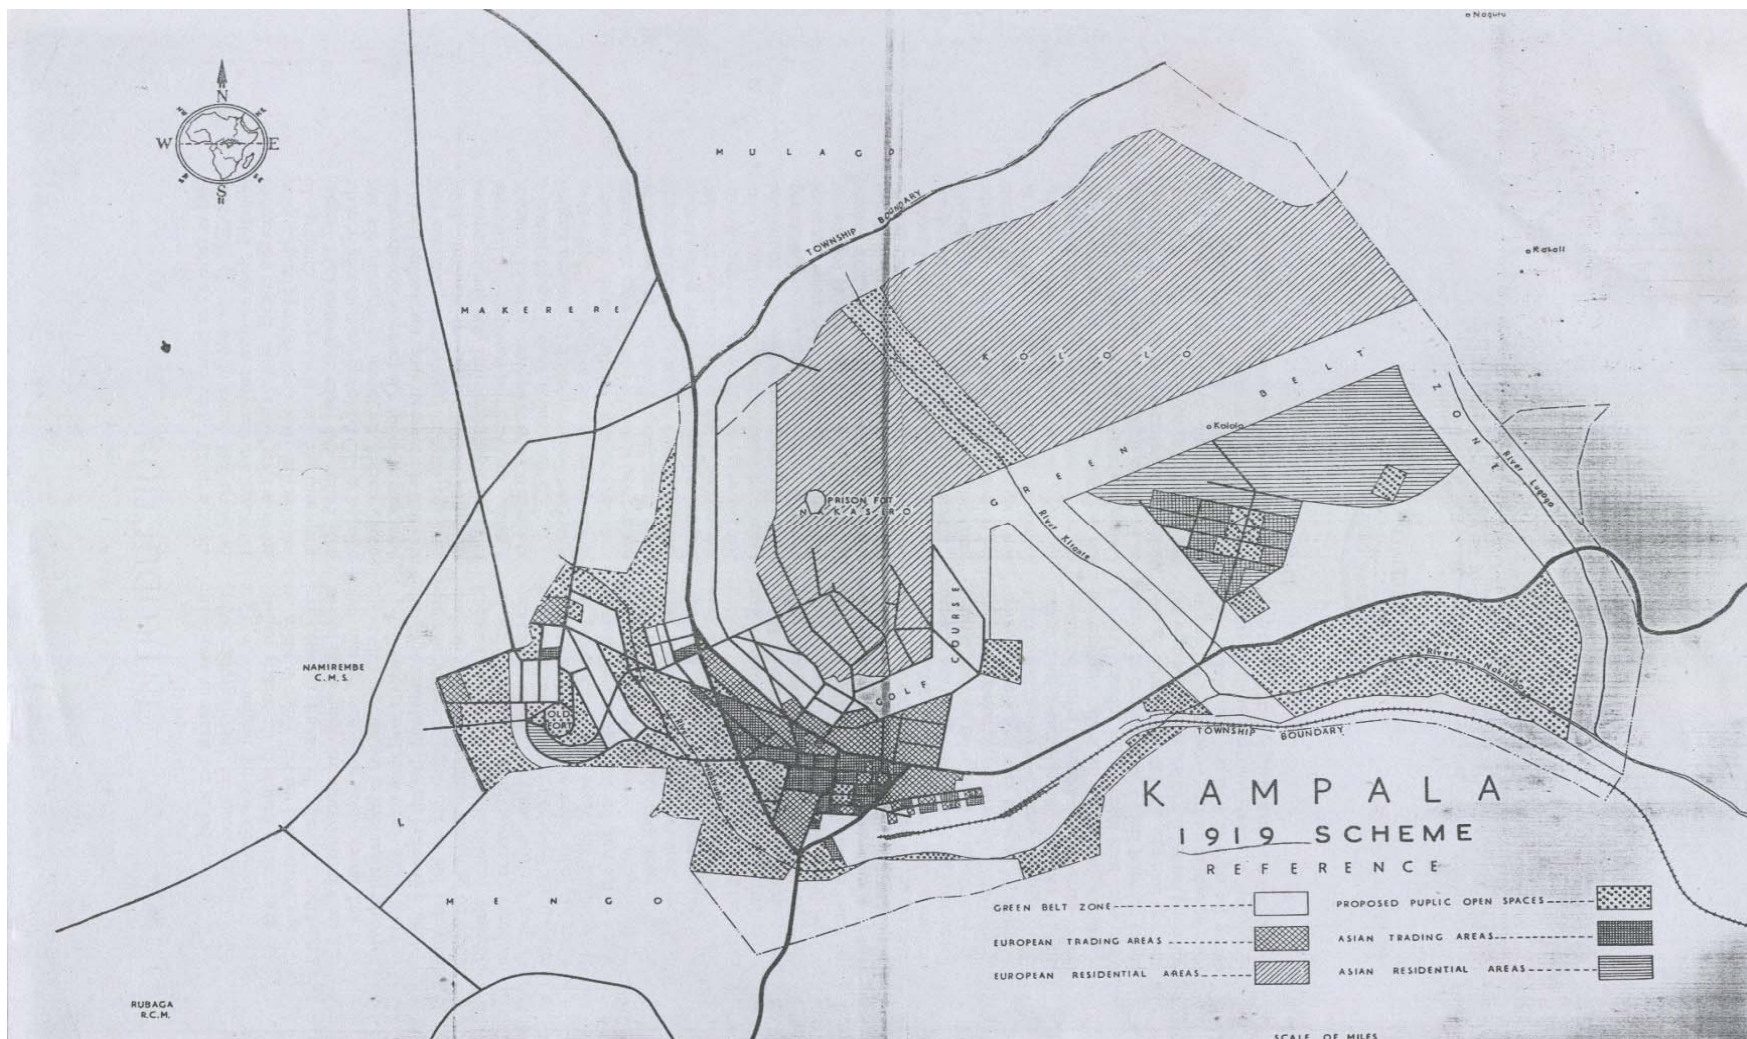 Naguru
N
W E
S
MULAGO
TOWNSHIP BOUNDARY
MAKERERE
KOLOLO
GREEN BELT ZONE
Kololo
River Lugogo
PRISON FORT
NAKASERO
River Kitante
GOLF COURSE
NAMIREMBE
C.M.S.
OLD
FORT
River Nakivubo
TOWNSHIP BOUNDARY
KAMPALA
1919 SCHEME
REFERENCE
GREEN BELT ZONE
PROPOSED PUPLIC OPEN SPACES
EUROPEAN TRADING AREAS
ASIAN TRADING AREAS
EUROPEAN RESIDENTIAL AREAS
ASIAN RESIDENTIAL AREAS
MENGO
RUBAGA
R.C.M.
SCALE OF MILES